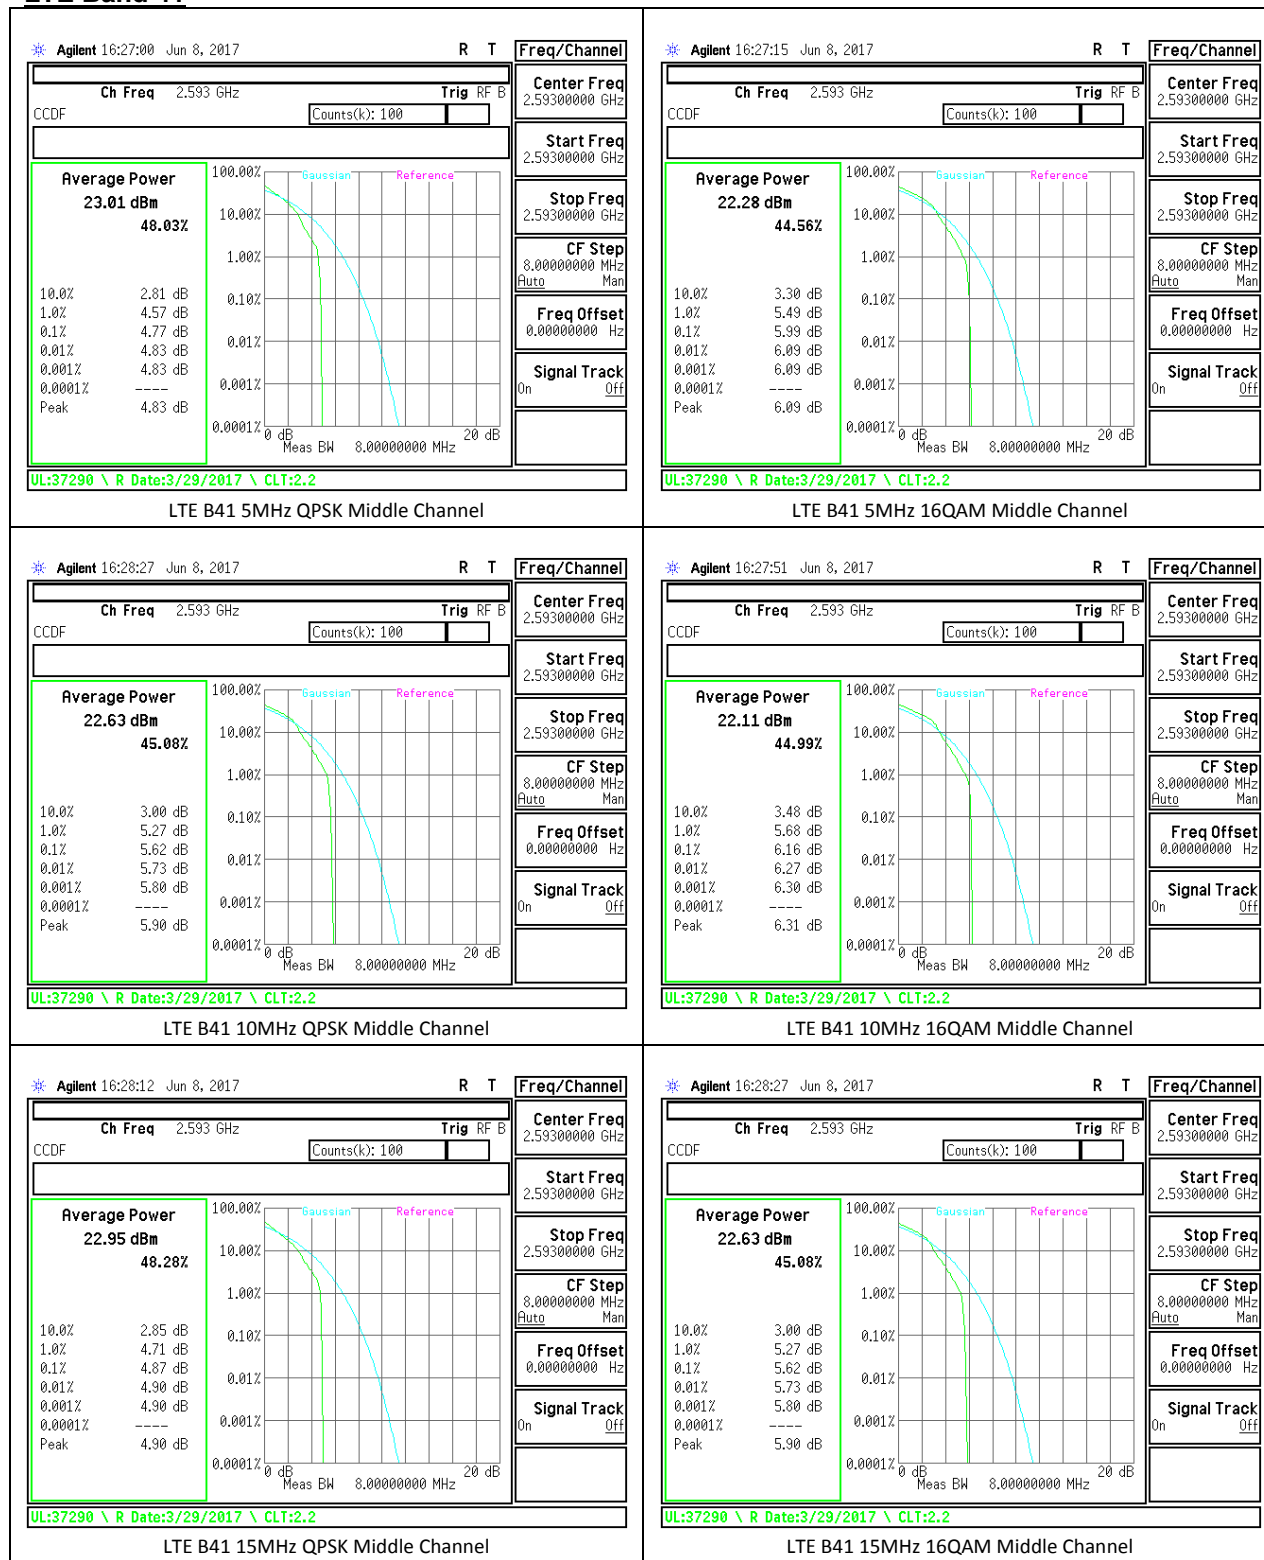 Agilent 16:27:00 Jun 8, 2017 R T Freq/Channel
Ch Freq 2.593 GHz Trig RF B
CCDF Counts(k): 100
Average Power
23.01 dBm
48.03%
10.0% 2.81 dB
1.0% 4.57 dB
0.1% 4.77 dB
0.01% 4.83 dB
0.001% 4.83 dB
0.0001% ----
Peak 4.83 dB
100.00% Gaussian Reference
10.00%
1.00%
0.10%
0.01%
0.001%
0.0001%
0 dB 20 dB
Meas BW 8.00000000 MHz
Center Freq
2.59300000 GHz
Start Freq
2.59300000 GHz
Stop Freq
2.59300000 GHz
CF Step
8.00000000 MHz
Auto Man
Freq Offset
0.00000000 Hz
Signal Track
On Off
UL:37290 \ R Date:3/29/2017 \ CLT:2.2
LTE B41 5MHz QPSK Middle Channel
Agilent 16:27:15 Jun 8, 2017 R T Freq/Channel
Ch Freq 2.593 GHz Trig RF B
CCDF Counts(k): 100
Average Power
22.28 dBm
44.56%
10.0% 3.30 dB
1.0% 5.49 dB
0.1% 5.99 dB
0.01% 6.09 dB
0.001% 6.09 dB
0.0001% ----
Peak 6.09 dB
100.00% Gaussian Reference
10.00%
1.00%
0.10%
0.01%
0.001%
0.0001%
0 dB 20 dB
Meas BW 8.00000000 MHz
Center Freq
2.59300000 GHz
Start Freq
2.59300000 GHz
Stop Freq
2.59300000 GHz
CF Step
8.00000000 MHz
Auto Man
Freq Offset
0.00000000 Hz
Signal Track
On Off
UL:37290 \ R Date:3/29/2017 \ CLT:2.2
LTE B41 5MHz 16QAM Middle Channel
Agilent 16:28:27 Jun 8, 2017 R T Freq/Channel
Ch Freq 2.593 GHz Trig RF B
CCDF Counts(k): 100
Average Power
22.63 dBm
45.08%
10.0% 3.00 dB
1.0% 5.27 dB
0.1% 5.62 dB
0.01% 5.73 dB
0.001% 5.80 dB
0.0001% ----
Peak 5.90 dB
100.00% Gaussian Reference
10.00%
1.00%
0.10%
0.01%
0.001%
0.0001%
0 dB 20 dB
Meas BW 8.00000000 MHz
Center Freq
2.59300000 GHz
Start Freq
2.59300000 GHz
Stop Freq
2.59300000 GHz
CF Step
8.00000000 MHz
Auto Man
Freq Offset
0.00000000 Hz
Signal Track
On Off
UL:37290 \ R Date:3/29/2017 \ CLT:2.2
LTE B41 10MHz QPSK Middle Channel
Agilent 16:27:51 Jun 8, 2017 R T Freq/Channel
Ch Freq 2.593 GHz Trig RF B
CCDF Counts(k): 100
Average Power
22.11 dBm
44.99%
10.0% 3.48 dB
1.0% 5.68 dB
0.1% 6.16 dB
0.01% 6.27 dB
0.001% 6.30 dB
0.0001% ----
Peak 6.31 dB
100.00% Gaussian Reference
10.00%
1.00%
0.10%
0.01%
0.001%
0.0001%
0 dB 20 dB
Meas BW 8.00000000 MHz
Center Freq
2.59300000 GHz
Start Freq
2.59300000 GHz
Stop Freq
2.59300000 GHz
CF Step
8.00000000 MHz
Auto Man
Freq Offset
0.00000000 Hz
Signal Track
On Off
UL:37290 \ R Date:3/29/2017 \ CLT:2.2
LTE B41 10MHz 16QAM Middle Channel
Agilent 16:28:12 Jun 8, 2017 R T Freq/Channel
Ch Freq 2.593 GHz Trig RF B
CCDF Counts(k): 100
Average Power
22.95 dBm
48.28%
10.0% 2.85 dB
1.0% 4.71 dB
0.1% 4.87 dB
0.01% 4.90 dB
0.001% 4.90 dB
0.0001% ----
Peak 4.90 dB
100.00% Gaussian Reference
10.00%
1.00%
0.10%
0.01%
0.001%
0.0001%
0 dB 20 dB
Meas BW 8.00000000 MHz
Center Freq
2.59300000 GHz
Start Freq
2.59300000 GHz
Stop Freq
2.59300000 GHz
CF Step
8.00000000 MHz
Auto Man
Freq Offset
0.00000000 Hz
Signal Track
On Off
UL:37290 \ R Date:3/29/2017 \ CLT:2.2
LTE B41 15MHz QPSK Middle Channel
Agilent 16:28:27 Jun 8, 2017 R T Freq/Channel
Ch Freq 2.593 GHz Trig RF B
CCDF Counts(k): 100
Average Power
22.63 dBm
45.08%
10.0% 3.00 dB
1.0% 5.27 dB
0.1% 5.62 dB
0.01% 5.73 dB
0.001% 5.80 dB
0.0001% ----
Peak 5.90 dB
100.00% Gaussian Reference
10.00%
1.00%
0.10%
0.01%
0.001%
0.0001%
0 dB 20 dB
Meas BW 8.00000000 MHz
Center Freq
2.59300000 GHz
Start Freq
2.59300000 GHz
Stop Freq
2.59300000 GHz
CF Step
8.00000000 MHz
Auto Man
Freq Offset
0.00000000 Hz
Signal Track
On Off
UL:37290 \ R Date:3/29/2017 \ CLT:2.2
LTE B41 15MHz 16QAM Middle Channel